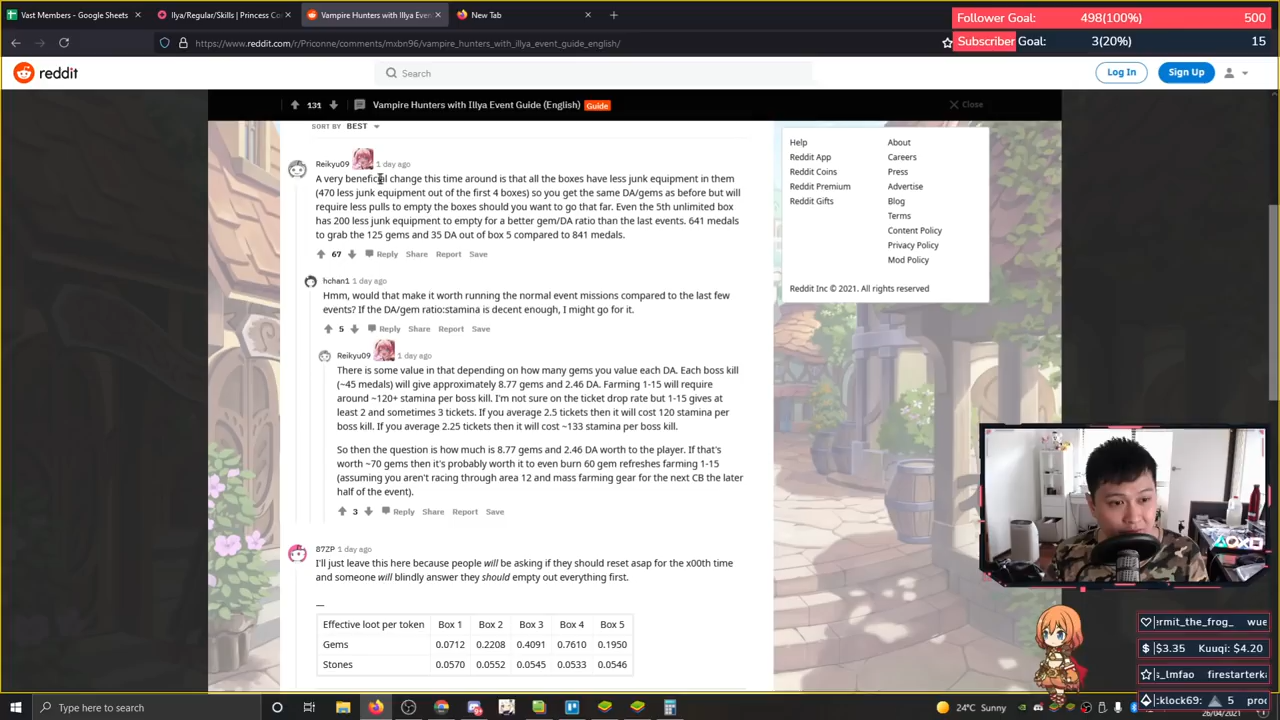 Vast Members - Google Sheets
Ilya/Regular/Skills | Princess Co
Vampire Hunters with Illya Even
New Tab
https://www.reddit.com/r/Priconne/comments/mxbn96/vampire_hunters_with_illya_event_guide_english/
Follower Goal: 498(100%) 500
Subscriber Goal: 3(20%) 15
reddit
Search
Log In
Sign Up
131 Vampire Hunters with Illya Event Guide (English) Guide
Close
SORT BY BEST
Reikyu09 1 day ago
A very beneficial change this time around is that all the boxes have less junk equipment in them
(470 less junk equipment out of the first 4 boxes) so you get the same DA/gems as before but will
require less pulls to empty the boxes should you want to go that far. Even the 5th unlimited box
has 200 less junk equipment to empty for a better gem/DA ratio than the last events. 641 medals
to grab the 125 gems and 35 DA out of box 5 compared to 841 medals.
67 Reply Share Report Save
hchan1 1 day ago
Hmm, would that make it worth running the normal event missions compared to the last few
events? If the DA/gem ratio:stamina is decent enough, I might go for it.
5 Reply Share Report Save
Reikyu09 1 day ago
There is some value in that depending on how many gems you value each DA. Each boss kill
(~45 medals) will give approximately 8.77 gems and 2.46 DA. Farming 1-15 will require
around ~120+ stamina per boss kill. I'm not sure on the ticket drop rate but 1-15 gives at
least 2 and sometimes 3 tickets. If you average 2.5 tickets then it will cost 120 stamina per
boss kill. If you average 2.25 tickets then it will cost ~133 stamina per boss kill.
So then the question is how much is 8.77 gems and 2.46 DA worth to the player. If that's
worth ~70 gems then it's probably worth it to even burn 60 gem refreshes farming 1-15
(assuming you aren't racing through area 12 and mass farming gear for the next CB the later
half of the event).
3 Reply Share Report Save
87ZP 1 day ago
I'll just leave this here because people will be asking if they should reset asap for the x00th time
and someone will blindly answer they should empty out everything first.
—
Effective loot per token Box 1 Box 2 Box 3 Box 4 Box 5
Gems 0.0712 0.2208 0.4091 0.7610 0.1950
Stones 0.0570 0.0552 0.0545 0.0533 0.0546
Help About
Reddit App Careers
Reddit Coins Press
Reddit Premium Advertise
Reddit Gifts Blog
Terms
Content Policy
Privacy Policy
Mod Policy
Reddit Inc © 2021. All rights reserved
AOXO
ermit_the_frog_ wue
$3.35 Kuuqi: $4.20
s_lmfao firestarterka
:klock69: 5 proc
Type here to search
24°C Sunny
26/04/2021